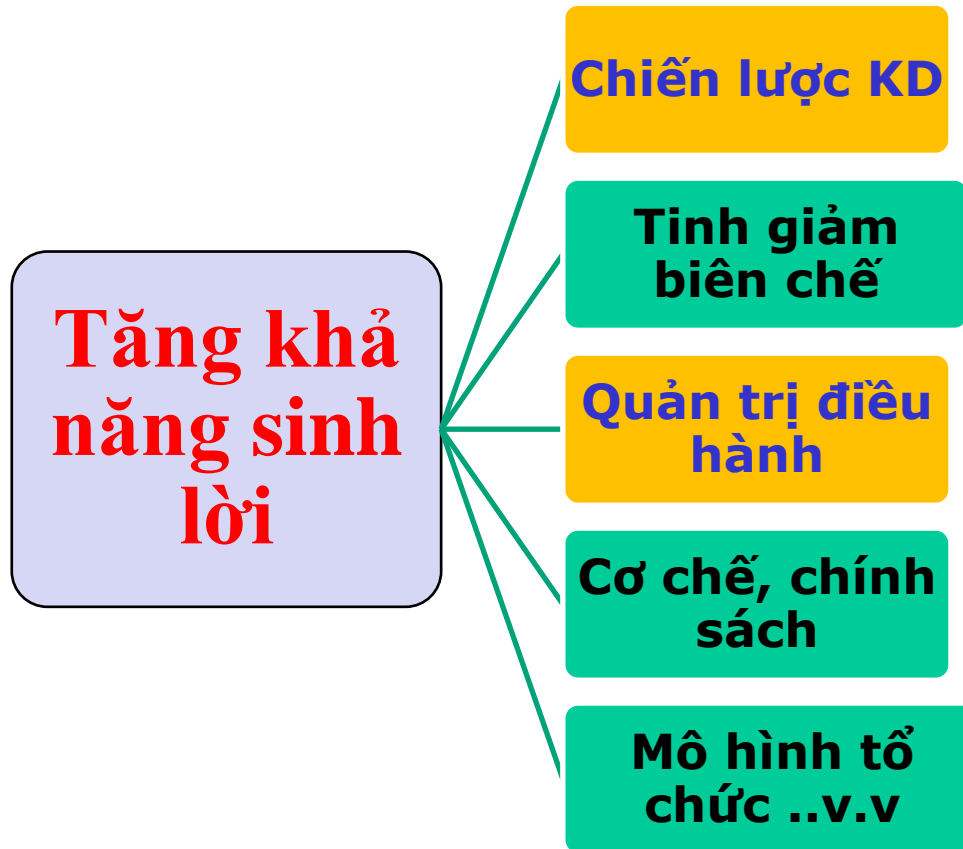 Chiến lược KD
Tinh giảm
biên chế
Tăng khả
năng sinh
lời
Quản trị điều
hành
Cơ chế, chính
sách
Mô hình tổ
chức ..v.v